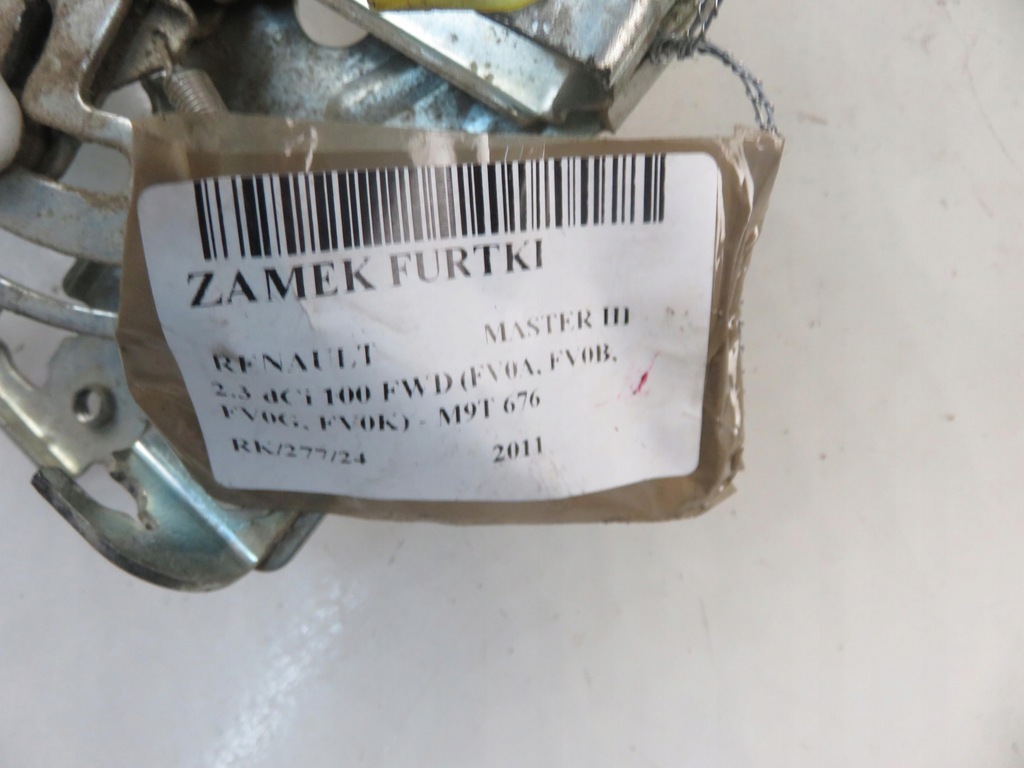 ZAMEK FURTKI
RENAULT MASTER III
2.3 dCi 100 FWD (FV0A, FV0B,
FV0G, FV0K) - M9T 676
RK/277/24 2011